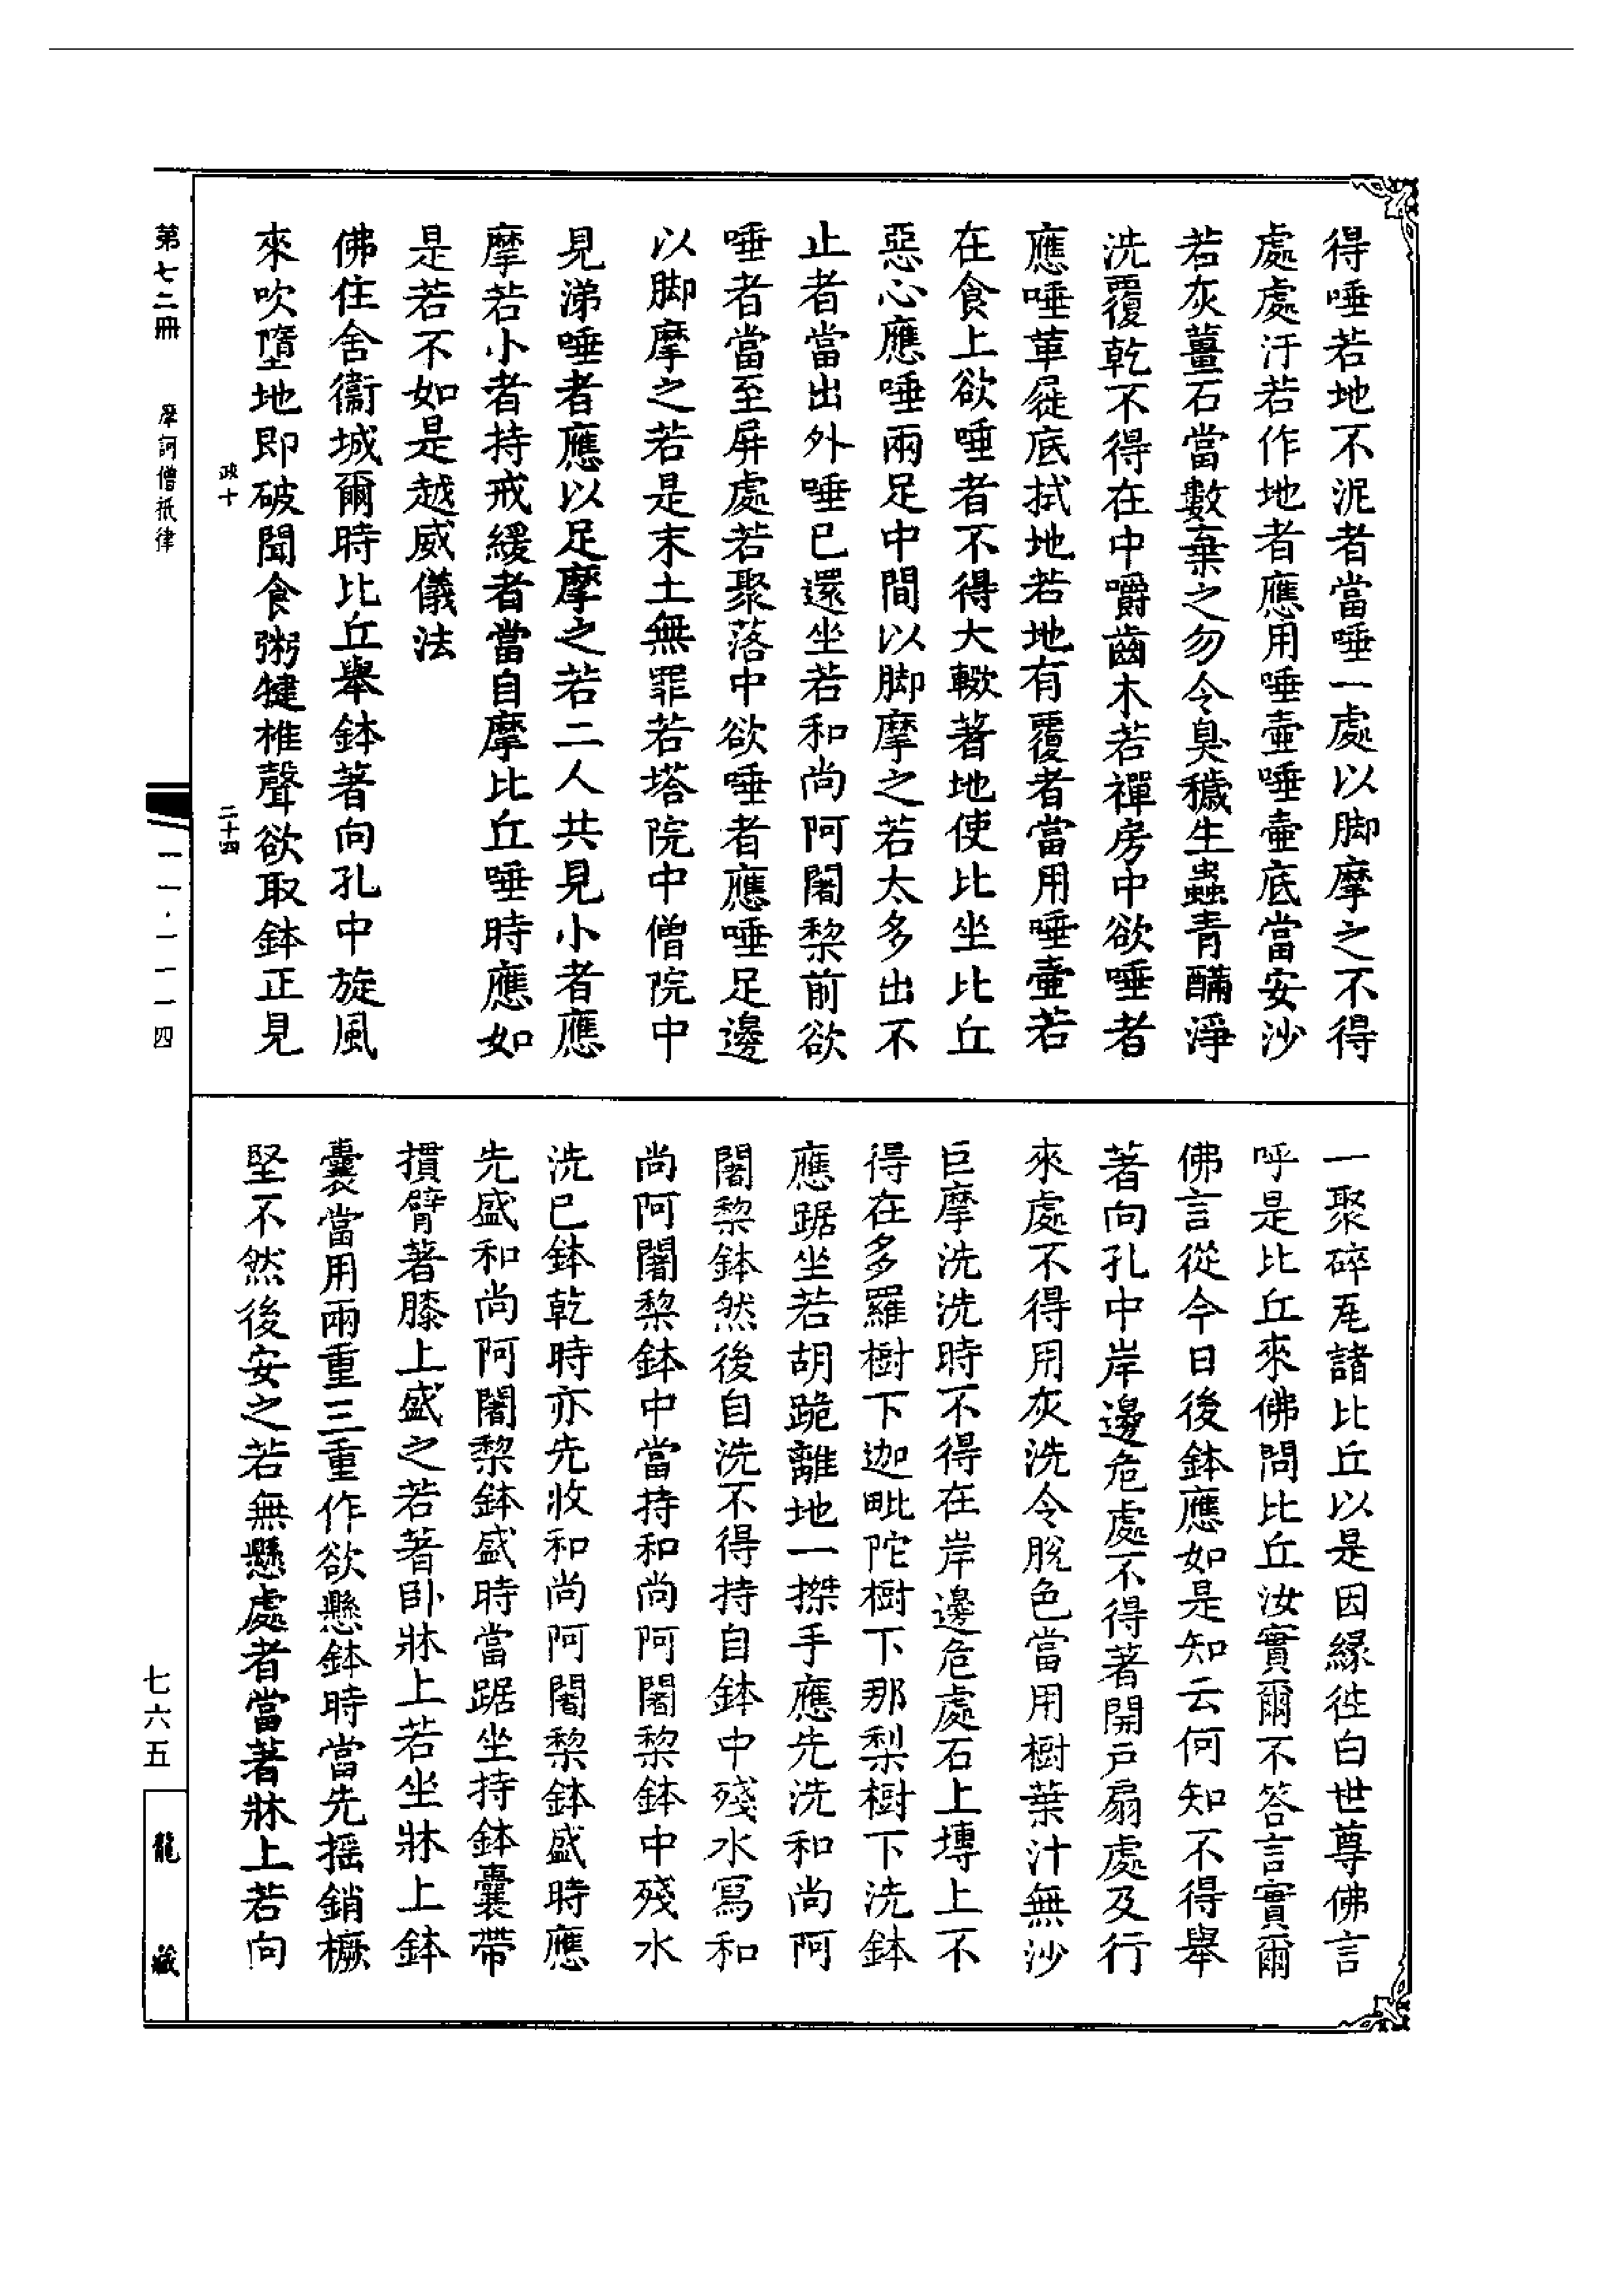 得唾若地不泥者當唾一處以脚摩之不得
處處汙若作地者應用唾壷唾壷底當安沙
若灰薑石當數棄之勿令臭穢生蟲青䤄淨
洗覆乾不得在中嚼齒木若禪房中欲唾者
應唾革屣底拭地若地有覆者當用唾壷若
在食上欲唾者不得大㖩著地使比坐比丘
惡心應唾兩足中間以脚摩之若太多出不
止者當出外唾已還坐若和尚阿闍棃前欲
唾者當至屏處若聚落中欲唾者應唾足邊
以脚摩之若是末土無罪若塔院中僧院中
見涕唾者應以足摩之若二人共見小者應
摩若小者持戒緩者當自摩比丘唾時應如
是若不如是越威儀法
佛住舍衞城爾時比丘舉鉢著向孔中旋風
來吹墮地即破聞食粥犍椎聲欲取鉢正見
一聚碎𤬪諸比丘以是因緣徃白世尊佛言
呼是比丘來佛問比丘汝實爾不答言實爾
佛言從今日後鉢應如是知云何知不得舉
著向孔中岸邊危處不得著開戶扇處及行
來處不得用灰洗令脫色當用樹葉汁無沙
巨摩洗洗時不得在岸邊危處石上塼上不
得在多羅樹下迦毗陀樹下那梨樹下洗鉢
應踞坐若胡跪離地一搩手應先洗和尚阿
闍棃鉢然後自洗不得持自鉢中殘水寫和
尚阿闍棃鉢中當持和尚阿闍棃鉢中殘水
洗已鉢乾時亦先收和尚阿闍棃鉢盛時應
先盛和尚阿闍棃鉢盛時當踞坐持鉢囊帶
摜臂著膝上盛之若著臥牀上若坐牀上鉢
囊當用兩重三重作欲懸鉢時當先摇銷橛
堅不然後安之若無懸處者當著牀上若向
政十
二十四
第七二冊
摩訶僧祇律
一一一·一一一四
七六五
龍藏